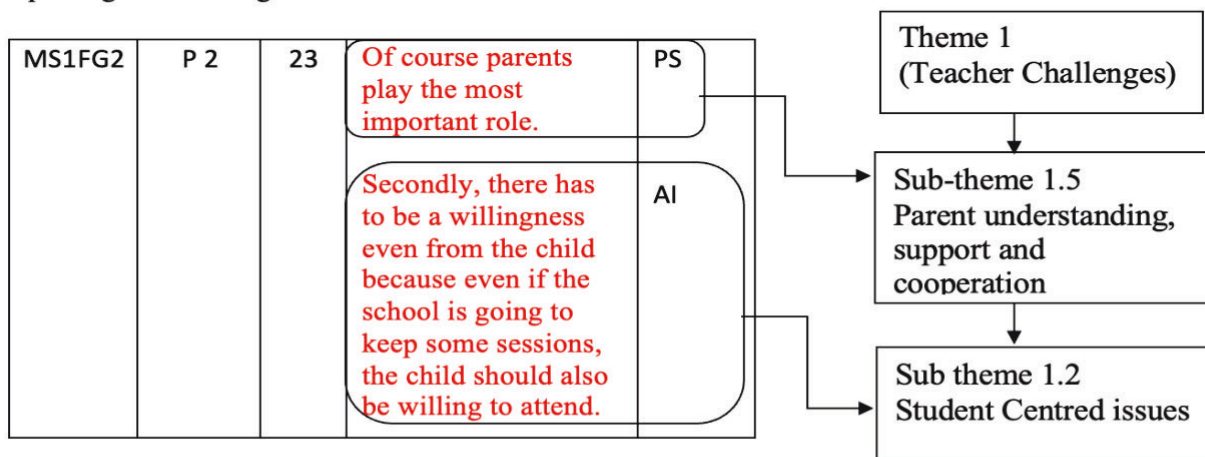 MS1FG2
P 2
23
Of course parents
play the most
important role.
PS
Secondly, there has
to be a willingness
even from the child
because even if the
school is going to
keep some sessions,
the child should also
be willing to attend.
AI
Theme 1
(Teacher Challenges)
Sub-theme 1.5
Parent understanding,
support and
cooperation
Sub theme 1.2
Student Centred issues